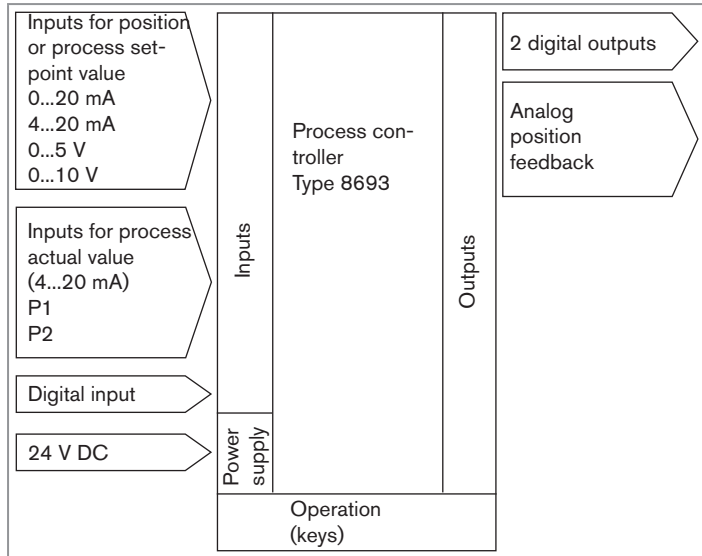 Inputs for position
or process set-
point value
0...20 mA
4...20 mA
0...5 V
0...10 V
Inputs for process
actual value
(4...20 mA)
P1
P2
Digital input
24 V DC
Inputs
Power
supply
Process con-
troller
Type 8693
Operation
(keys)
Outputs
2 digital outputs
Analog
position
feedback